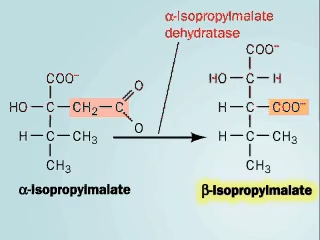 α-Isopropylmalate
dehydratase
COO⁻
HO—C—CH₂—C
O
O
H—C—CH₃
CH₃
α-Isopropylmalate
COO⁻
HO—C—H
H—C—COO⁻
H—C—CH₃
CH₃
β-Isopropylmalate